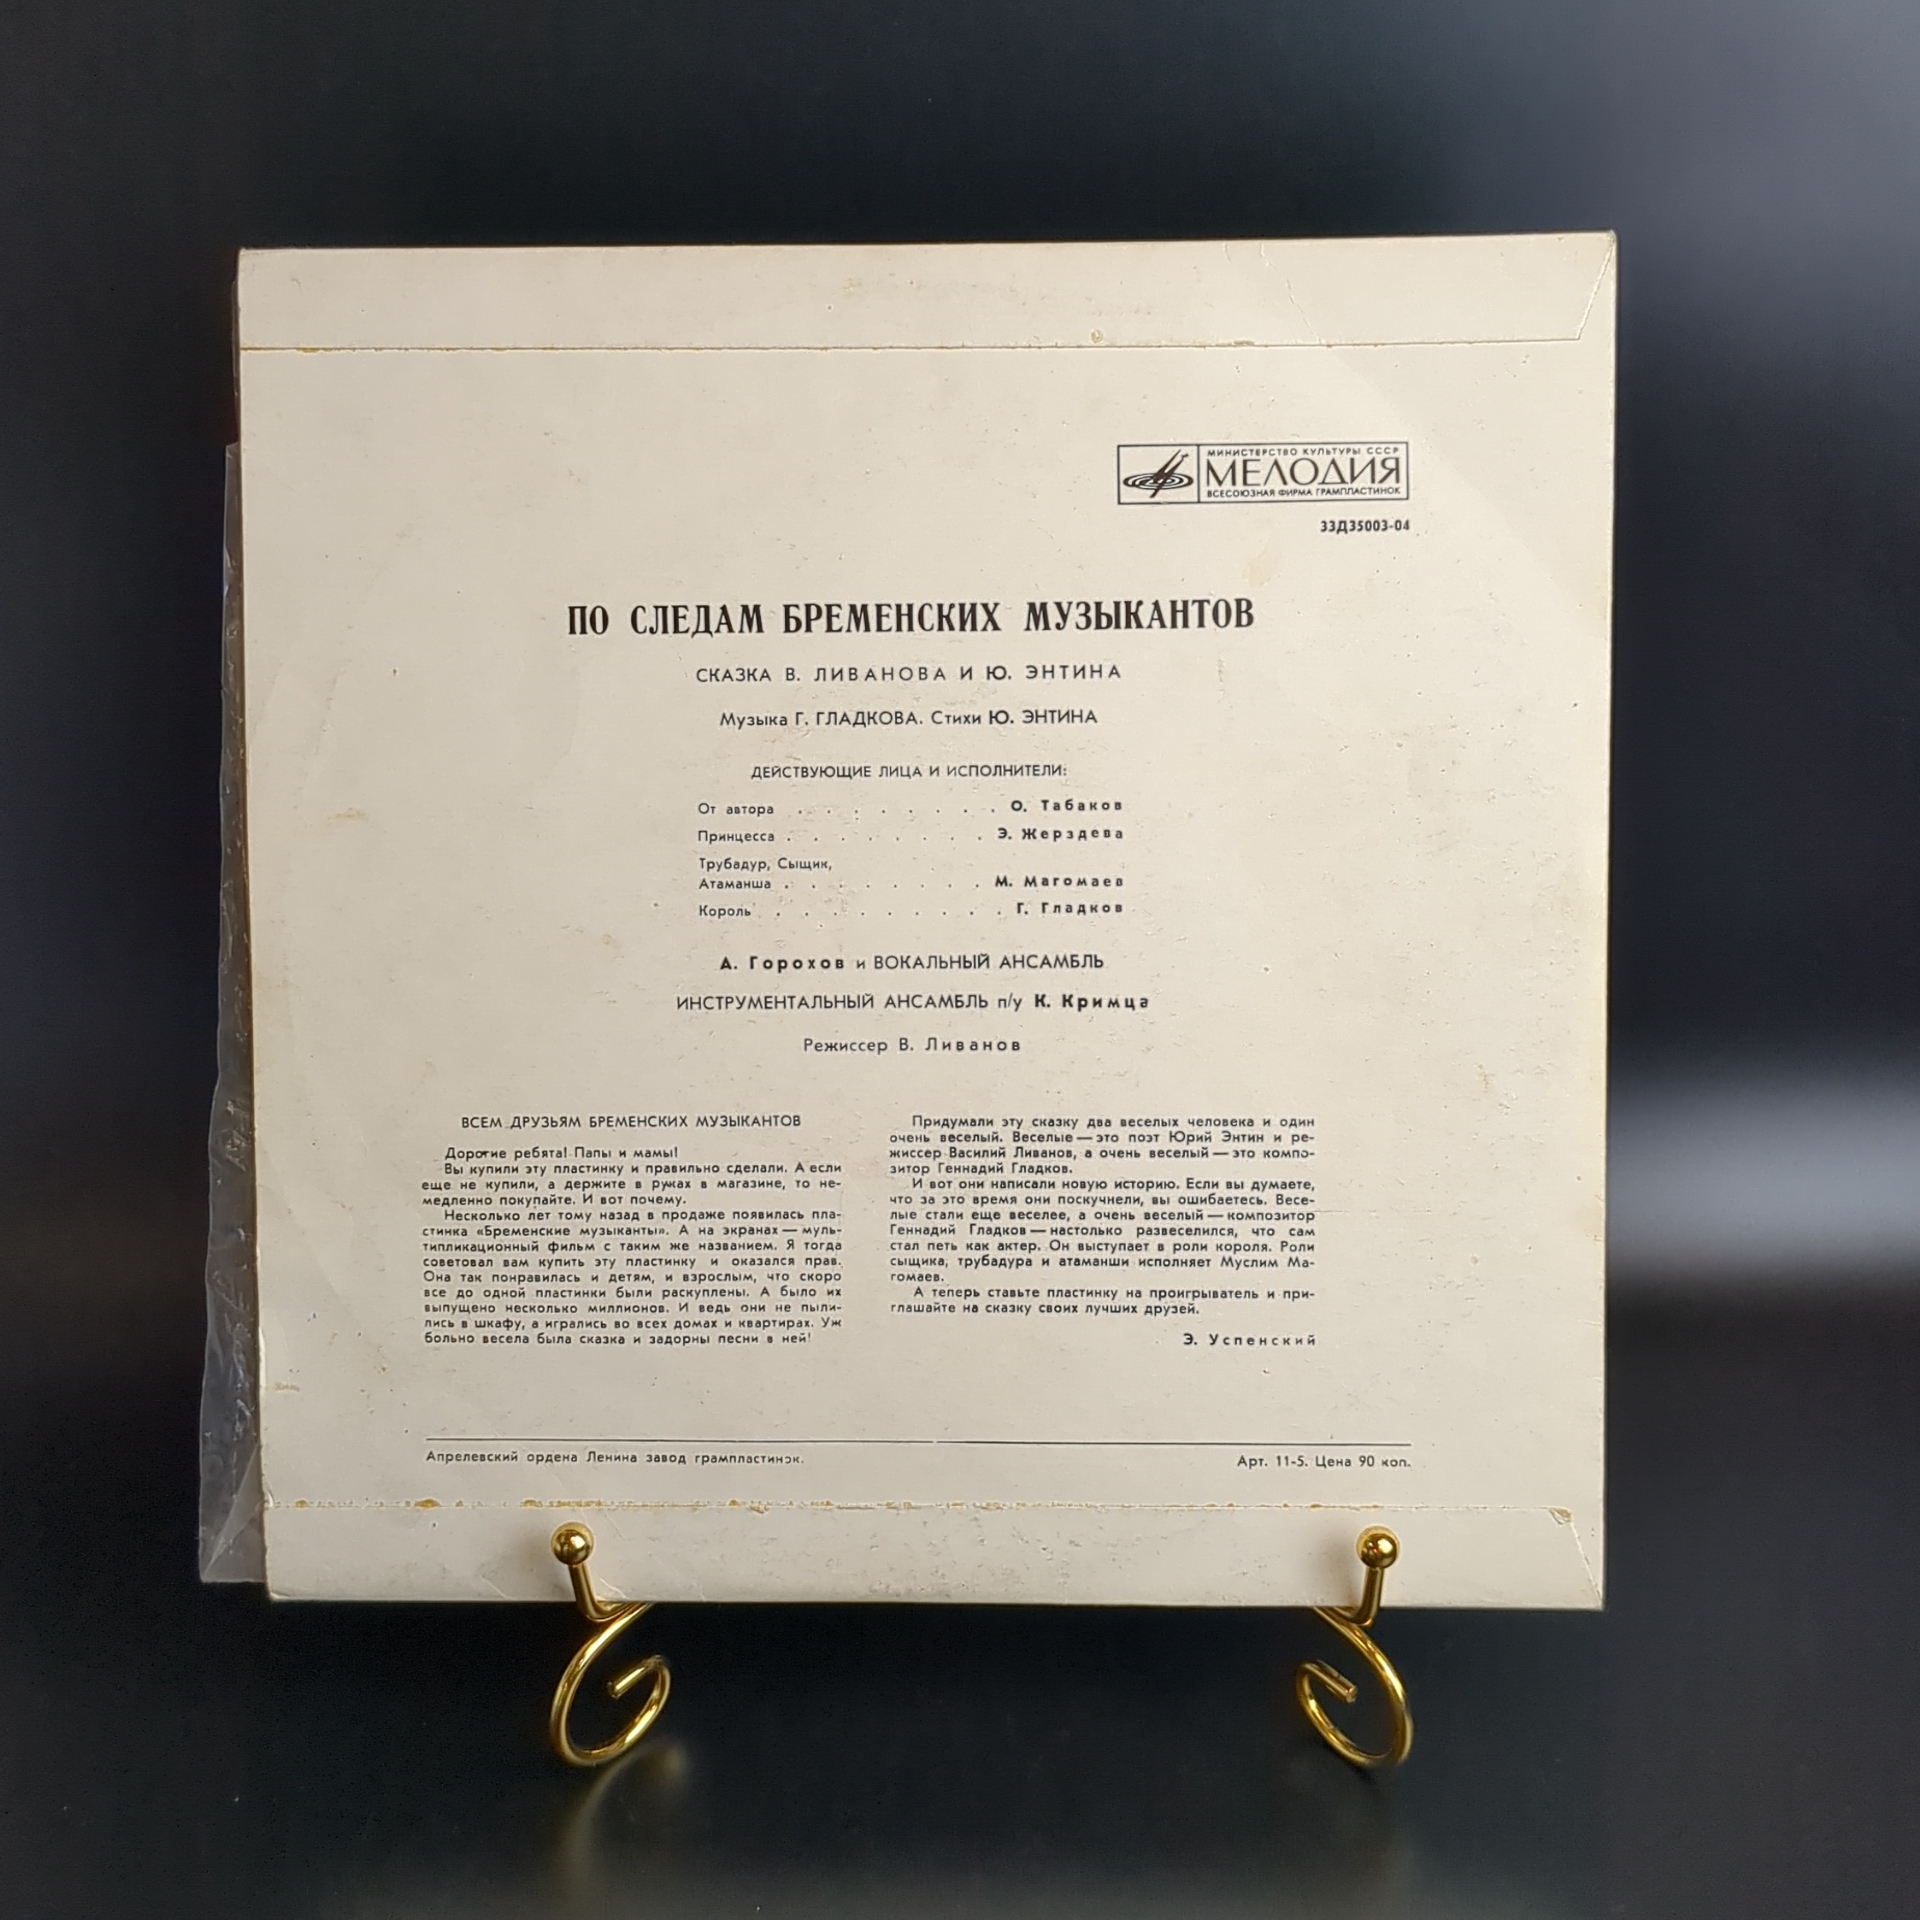 МИНИСТЕРСТВО КУЛЬТУРЫ СССР
МЕЛОДИЯ
ВСЕСОЮЗНАЯ ФИРМА ГРАМПЛАСТИНОК
33Д35003-04
ПО СЛЕДАМ БРЕМЕНСКИХ МУЗЫКАНТОВ
СКАЗКА В. ЛИВАНОВА И Ю. ЭНТИНА
Музыка Г. ГЛАДКОВА. Стихи Ю. ЭНТИНА
ДЕЙСТВУЮЩИЕ ЛИЦА И ИСПОЛНИТЕЛИ:
От автора . . . . . . . . О. Табаков
Принцесса . . . . . . . . Э. Жерздева
Трубадур, Сыщик,
Атаманша . . . . . . . . М. Магомаев
Король . . . . . . . . . Г. Гладков
А. Горохов и ВОКАЛЬНЫЙ АНСАМБЛЬ
ИНСТРУМЕНТАЛЬНЫЙ АНСАМБЛЬ п/у К. Кримца
Режиссер В. Ливанов
ВСЕМ ДРУЗЬЯМ БРЕМЕНСКИХ МУЗЫКАНТОВ
Дорогие ребята! Папы и мамы!
Вы купили эту пластинку и правильно сделали. А если
еще не купили, а держите в руках в магазине, то не-
медленно покупайте. И вот почему.
Несколько лет тому назад в продаже появилась пла-
стинка «Бременские музыканты». А на экранах — муль-
типликационный фильм с таким же названием. Я тогда
советовал вам купить эту пластинку и оказался прав.
Она так понравилась и детям, и взрослым, что скоро
все до одной пластинки были раскуплены. А было их
выпущено несколько миллионов. И ведь они не пыли-
лись в шкафу, а игрались во всех домах и квартирах. Уж
больно весела была сказка и задорны песни в ней!
Придумали эту сказку два веселых человека и один
очень веселый. Веселые — это поэт Юрий Энтин и ре-
жиссер Василий Ливанов, а очень веселый — это компо-
зитор Геннадий Гладков.
И вот они написали новую историю. Если вы думаете,
что за это время они поскучнели, вы ошибаетесь. Весе-
лые стали еще веселее, а очень веселый — композитор
Геннадий Гладков — настолько развеселился, что сам
стал петь как актер. Он выступает в роли короля. Роли
сыщика, трубадура и атаманши исполняет Муслим Ма-
гомаев.
А теперь ставьте пластинку на проигрыватель и при-
глашайте на сказку своих лучших друзей.
Э. Успенский
Апрелевский ордена Ленина завод грампластинок.
Арт. 11-5. Цена 90 коп.